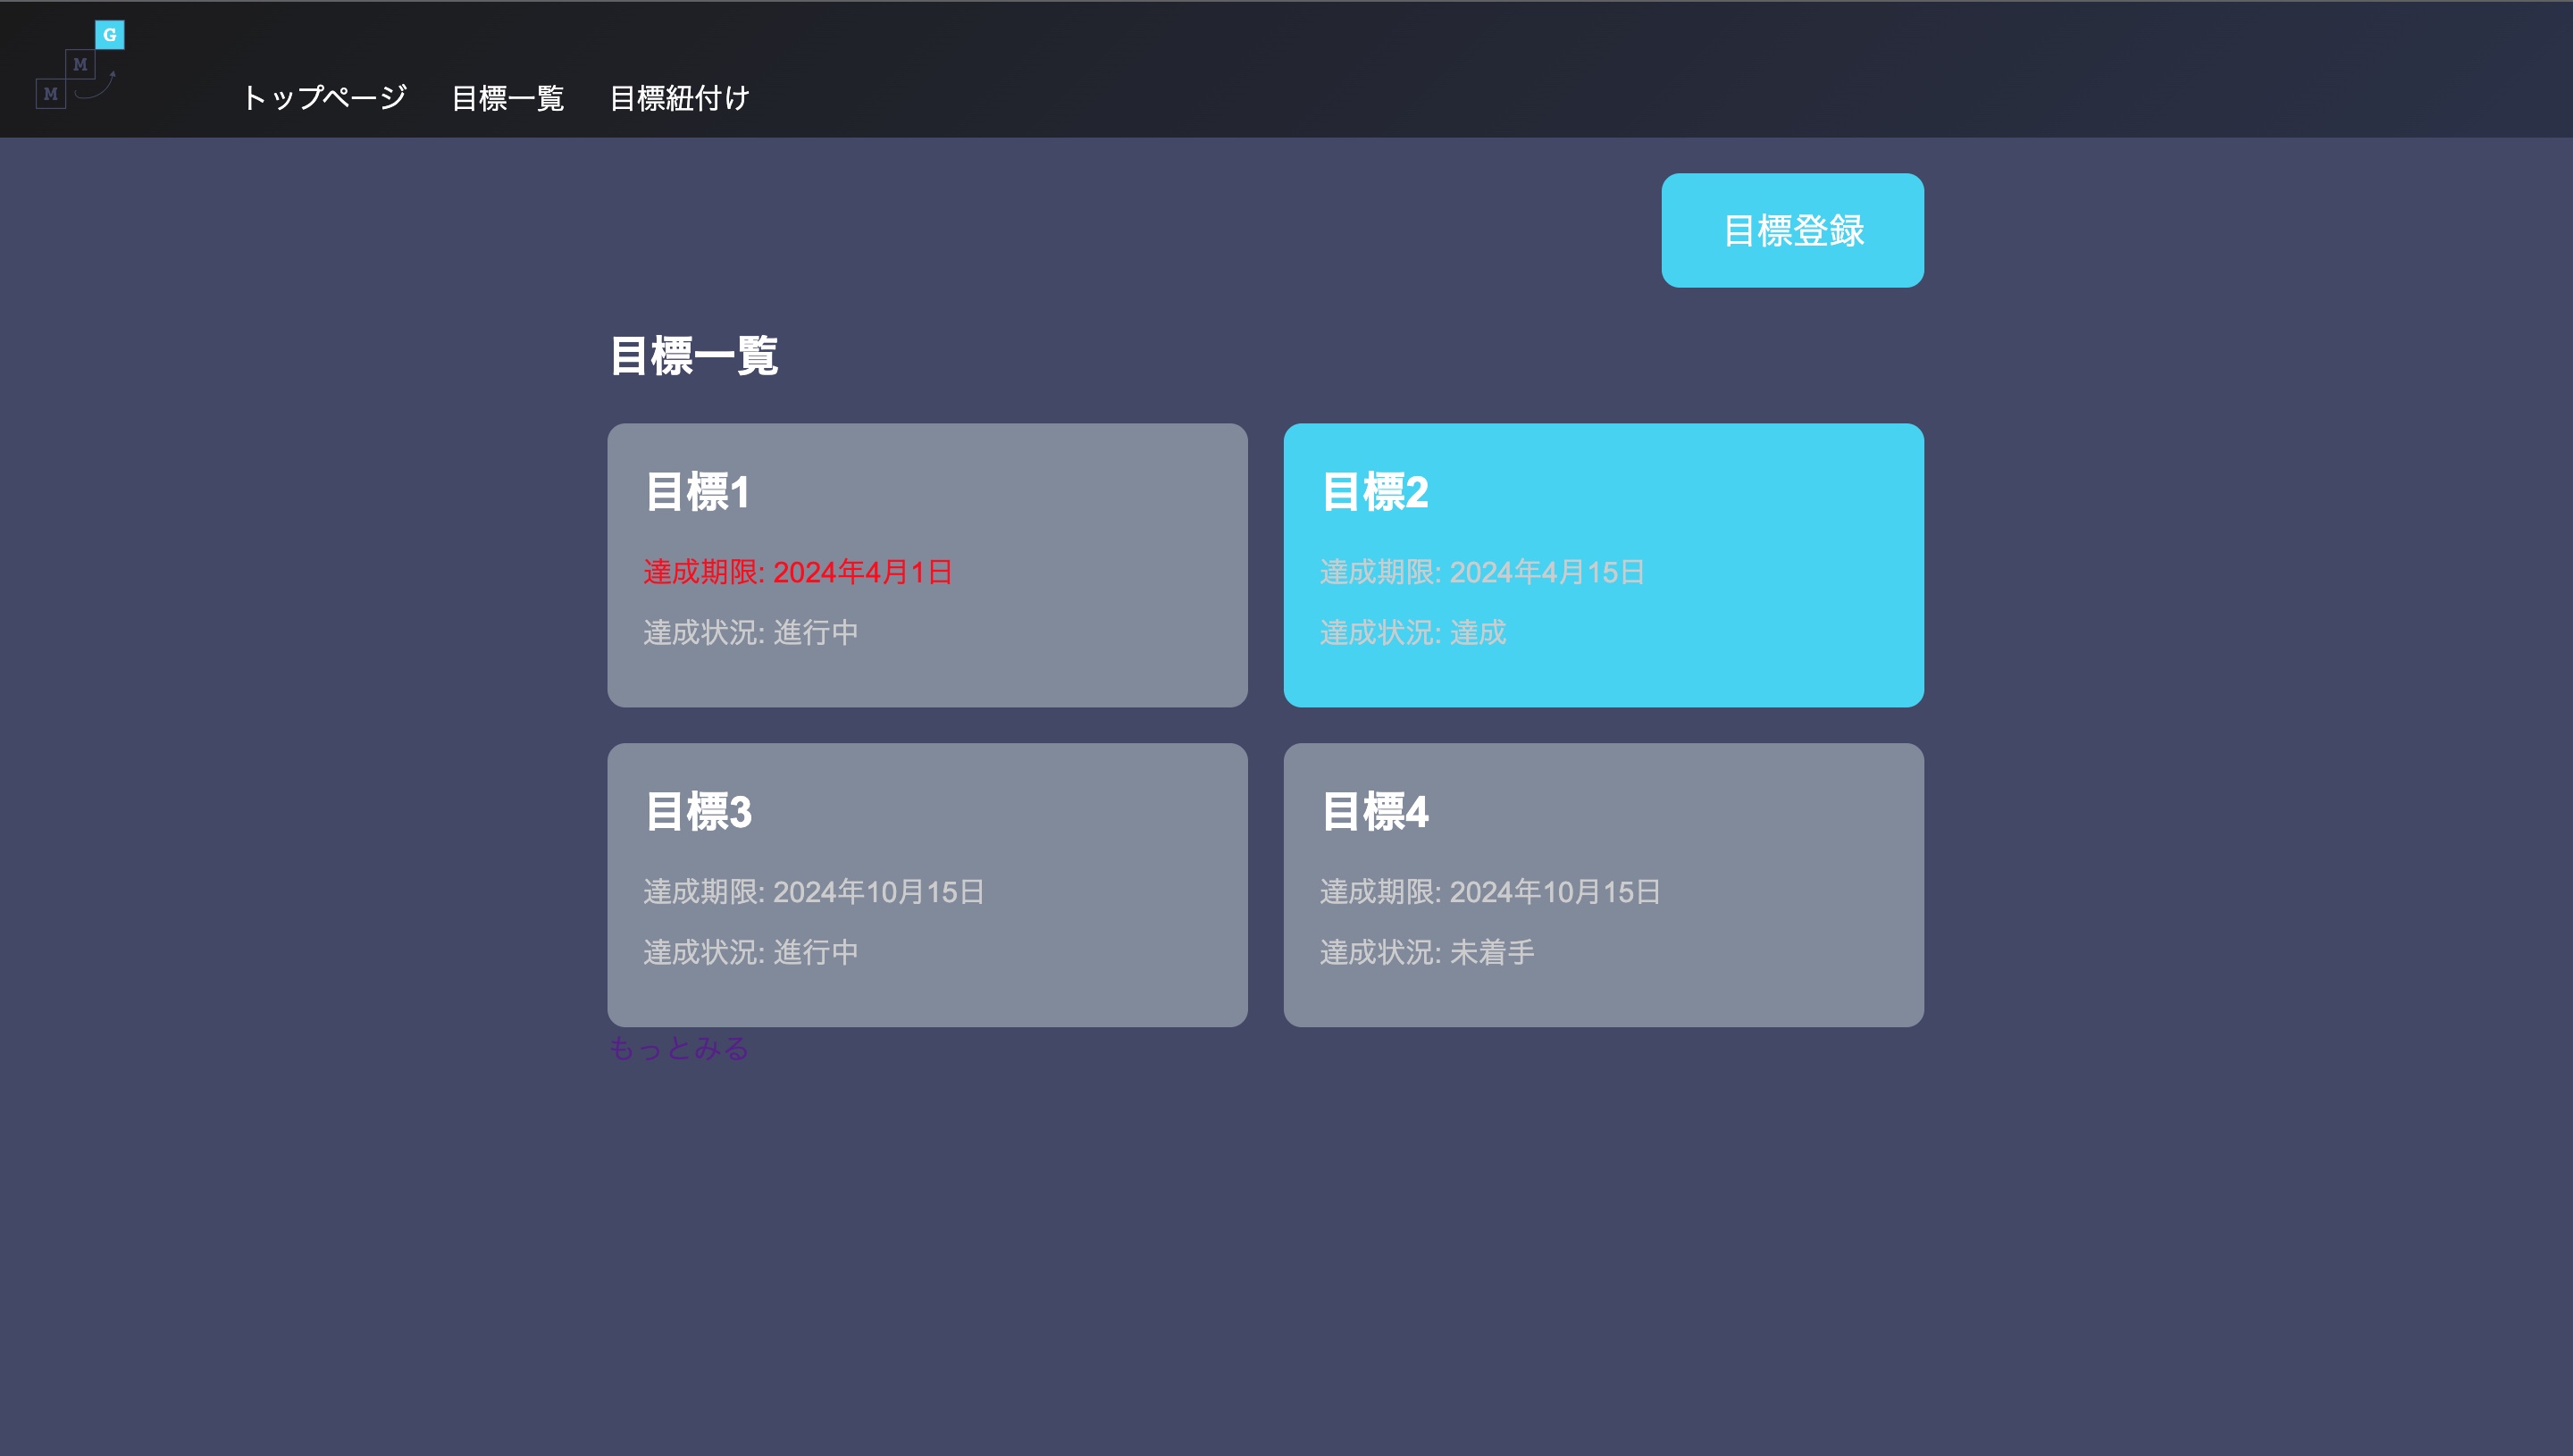 G
M
M
トップページ 目標一覧 目標紐付け
目標登録
目標一覧
目標1
達成期限: 2024年4月1日
達成状況: 進行中
目標2
達成期限: 2024年4月15日
達成状況: 達成
目標3
達成期限: 2024年10月15日
達成状況: 進行中
目標4
達成期限: 2024年10月15日
達成状況: 未着手
もっとみる